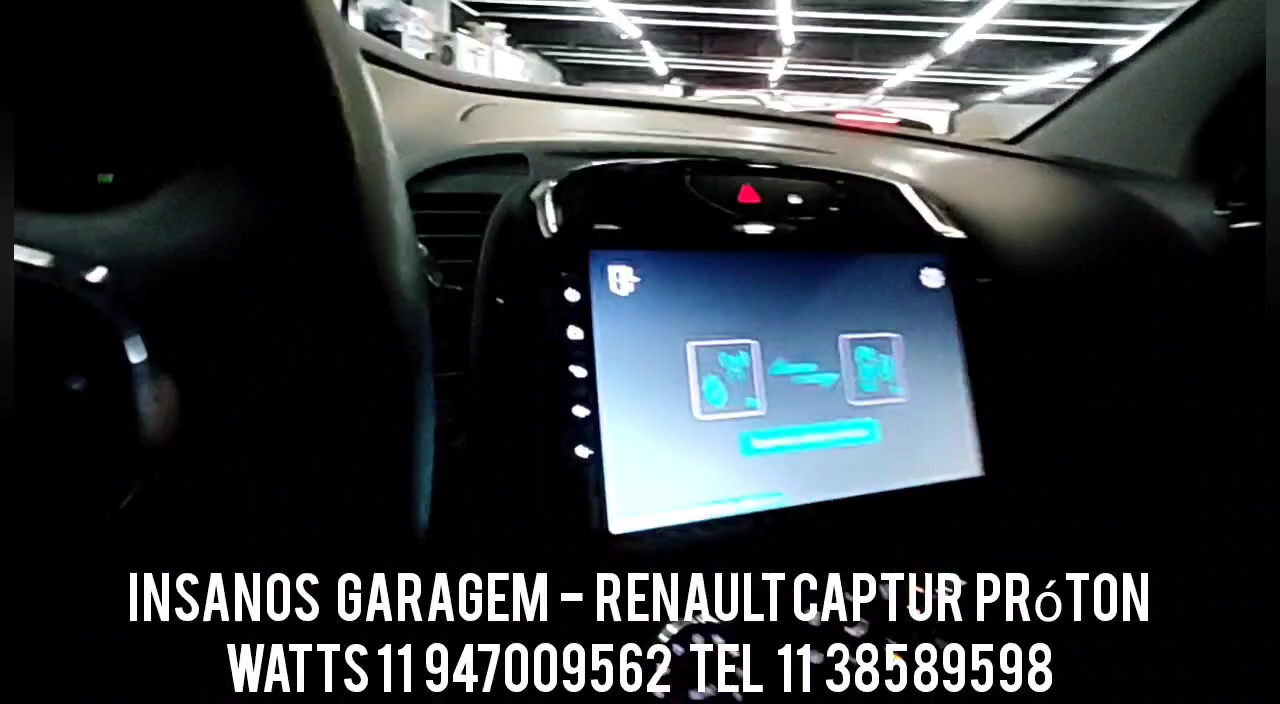 INSANOS GARAGEM - RENAULT CAPTUR PRóTON
WATTS 11 947009562 TEL 11 38589598